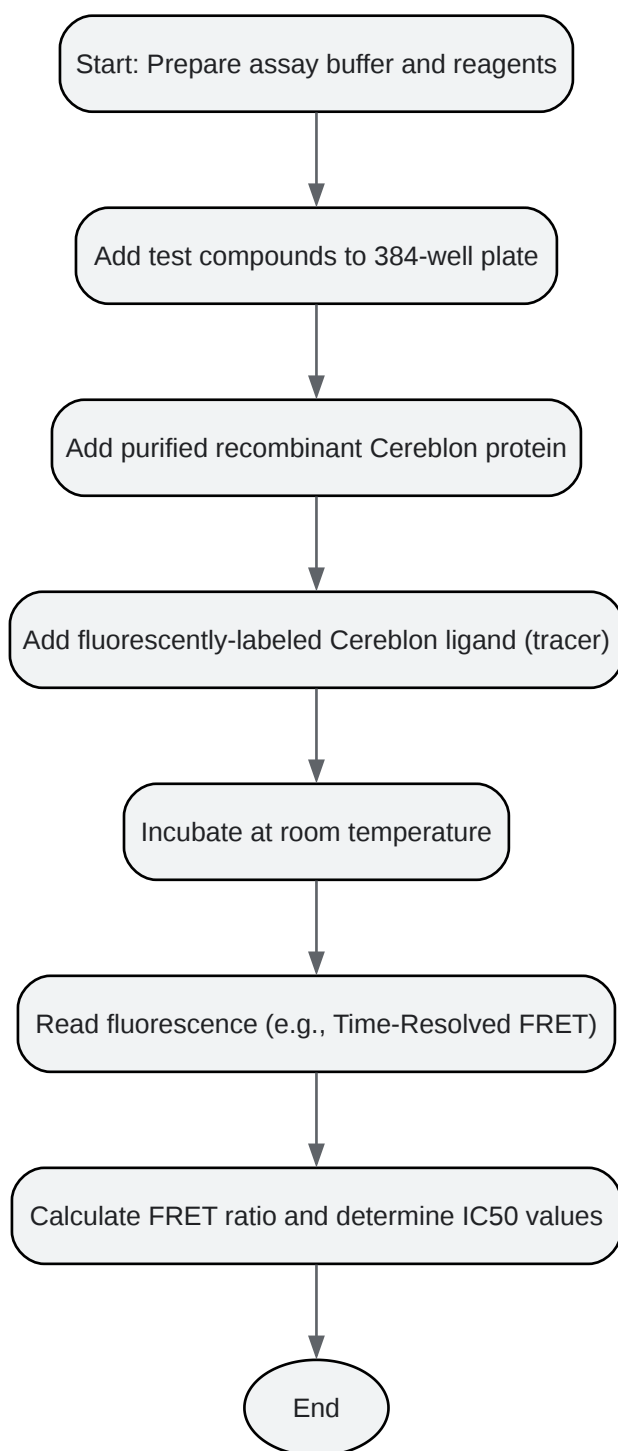 Start: Prepare assay buffer and reagents
Add test compounds to 384-well plate
Add purified recombinant Cereblon protein
Add fluorescently-labeled Cereblon ligand (tracer)
Incubate at room temperature
Read fluorescence (e.g., Time-Resolved FRET)
Calculate FRET ratio and determine IC50 values
End